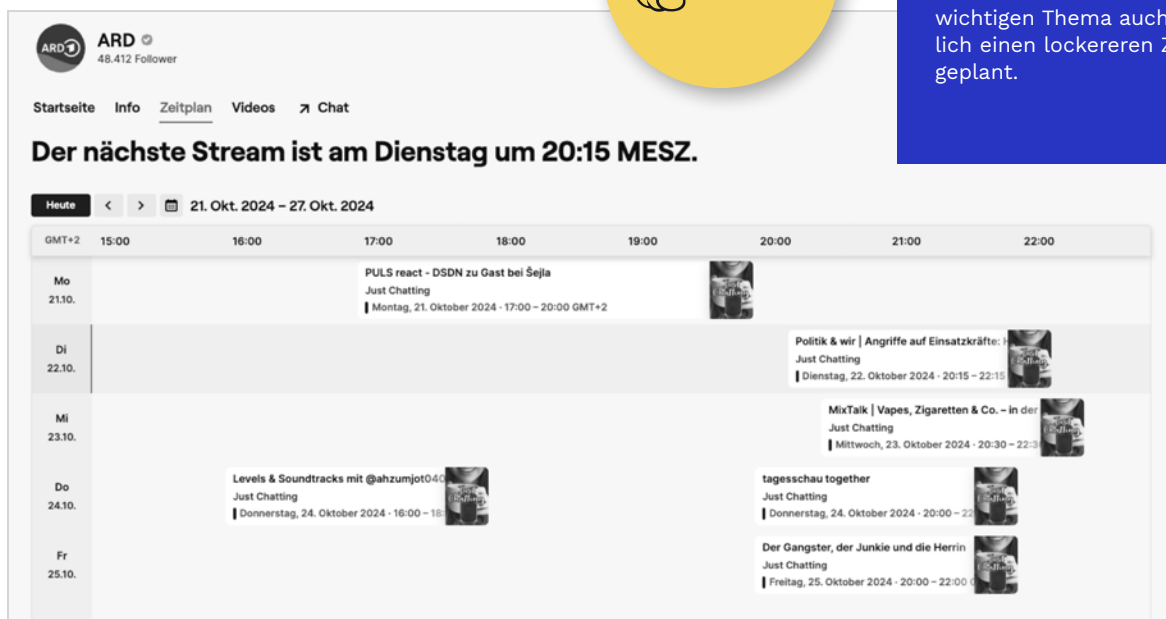 wichtigen Thema auch
lich einen lockereren Z
geplant.
ARD
ARD
48.412 Follower
Startseite Info Zeitplan Videos Chat
Der nächste Stream ist am Dienstag um 20:15 MESZ.
Heute 21. Okt. 2024 – 27. Okt. 2024
GMT+2 15:00 16:00 17:00 18:00 19:00 20:00 21:00 22:00
Mo
21.10.
PULS react - DSDN zu Gast bei Šejla
Just Chatting
Montag, 21. Oktober 2024 · 17:00 – 20:00 GMT+2
Di
22.10.
Politik & wir | Angriffe auf Einsatzkräfte: H
Just Chatting
Dienstag, 22. Oktober 2024 · 20:15 – 22:15
Mi
23.10.
MixTalk | Vapes, Zigaretten & Co. – in der
Just Chatting
Mittwoch, 23. Oktober 2024 · 20:30 – 22:3
Do
24.10.
Levels & Soundtracks mit @ahzumjot040
Just Chatting
Donnerstag, 24. Oktober 2024 · 16:00 – 18:
tagesschau together
Just Chatting
Donnerstag, 24. Oktober 2024 · 20:00 – 22
Fr
25.10.
Der Gangster, der Junkie und die Herrin
Just Chatting
Freitag, 25. Oktober 2024 · 20:00 – 22:00